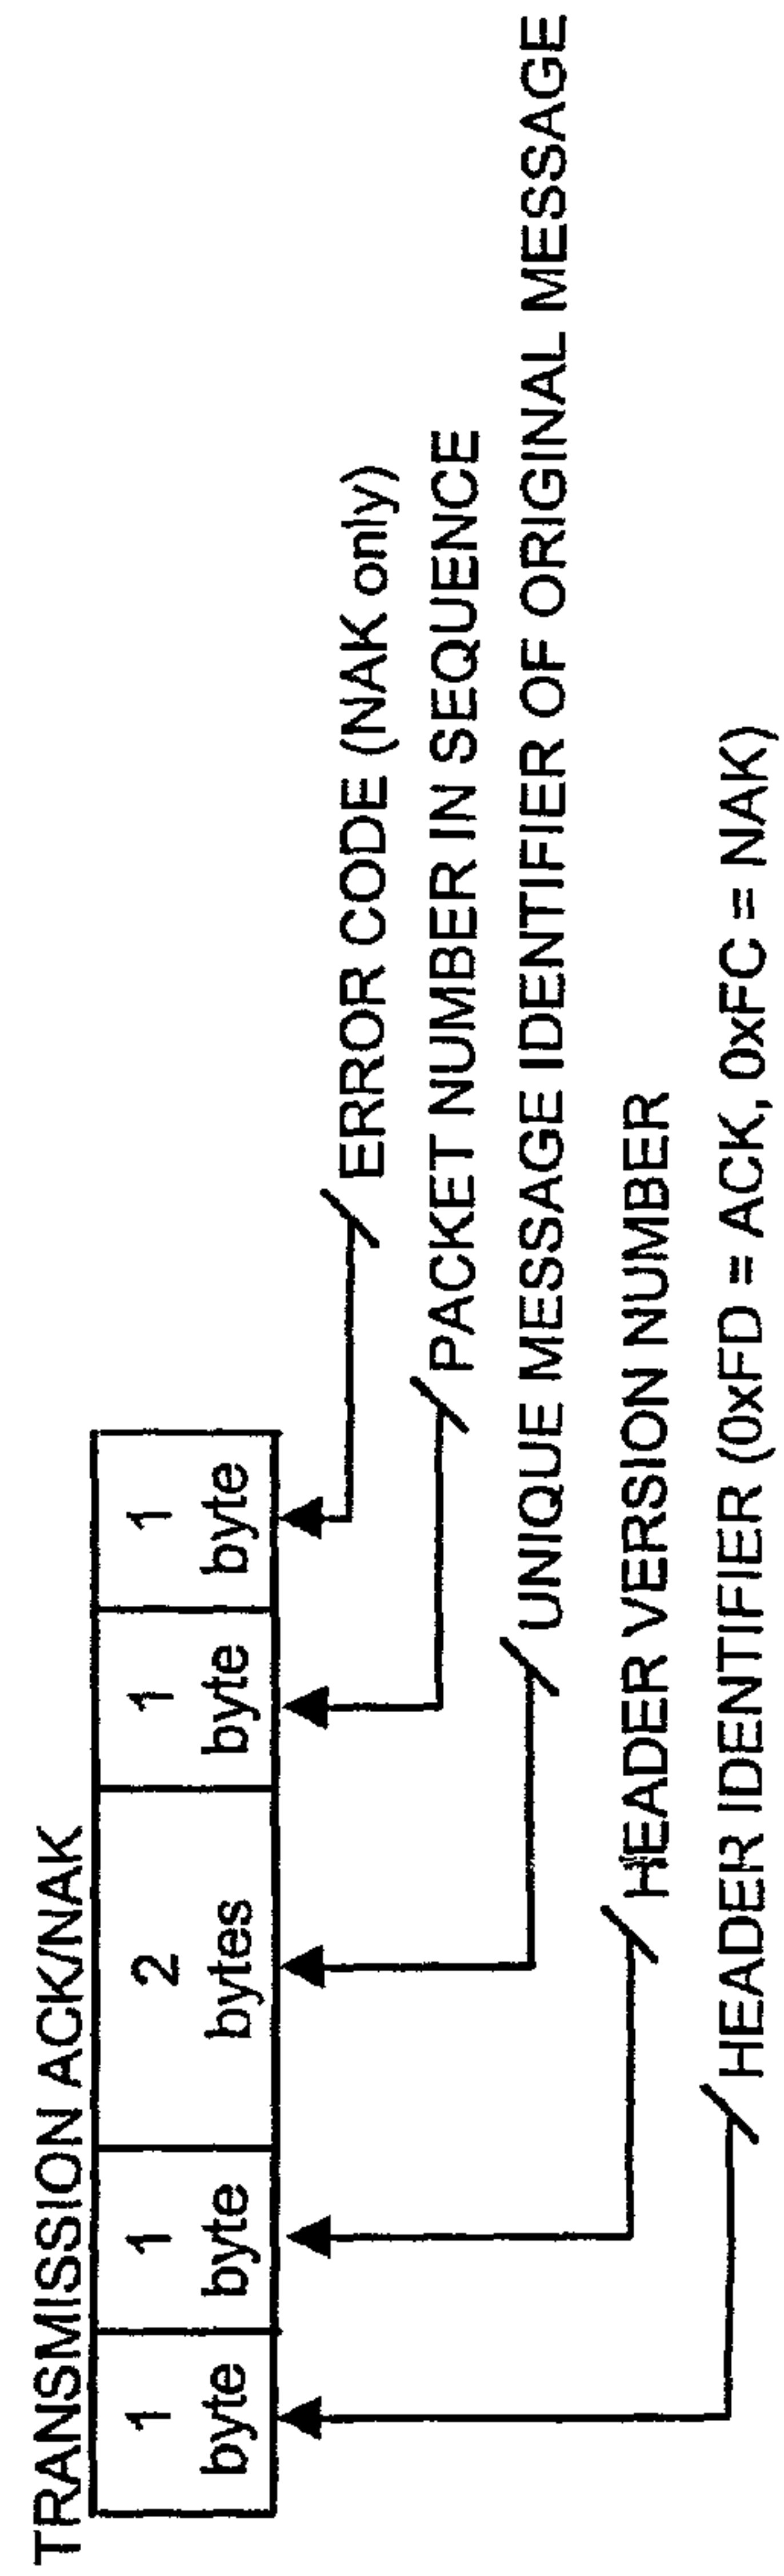 TRANSMISSION ACK/NAK
1 byte
1 byte
2 bytes
1 byte
1 byte
ERROR CODE (NAK only)
PACKET NUMBER IN SEQUENCE
UNIQUE MESSAGE IDENTIFIER OF ORIGINAL MESSAGE
HEADER VERSION NUMBER
HEADER IDENTIFIER (0xFD = ACK, 0xFC = NAK)